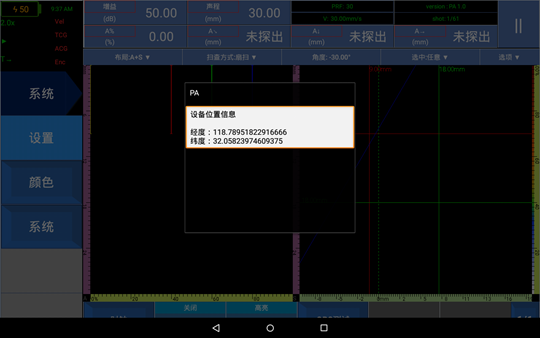 50
9:37 AM
增益
(dB)
50.00
声程
(mm)
30.00
PRF: 50
V: 30.00mm/s
version: PA 1.0
shot: 1/61
2.0x
Vel
TCG
ACG
Enc
A%
(%)
0.00
(mm)
未探出
A↓
(mm)
未探出
(mm)
未探出
布局:A+S ▼
扫查方式:扇扫 ▼
角度: -30.00°
选中:任意 ▼
选项 ▼
系统
设置
颜色
系统
PA
设备位置信息
经度：118.78951822916666
纬度：32.05823974609375
关闭
高亮